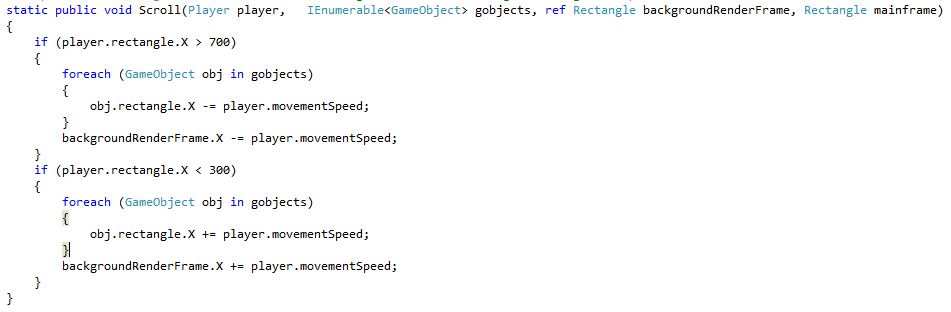 static public void Scroll(Player player,   IEnumerable<GameObject> gobjects, ref Rectangle backgroundRenderFrame, Rectangle mainframe)
{
    if (player.rectangle.X > 700)
    {
        foreach (GameObject obj in gobjects)
        {
            obj.rectangle.X -= player.movementSpeed;
        }
        backgroundRenderFrame.X -= player.movementSpeed;
    }
    if (player.rectangle.X < 300)
    {
        foreach (GameObject obj in gobjects)
        {
            obj.rectangle.X += player.movementSpeed;
        }
        backgroundRenderFrame.X += player.movementSpeed;
    }
}